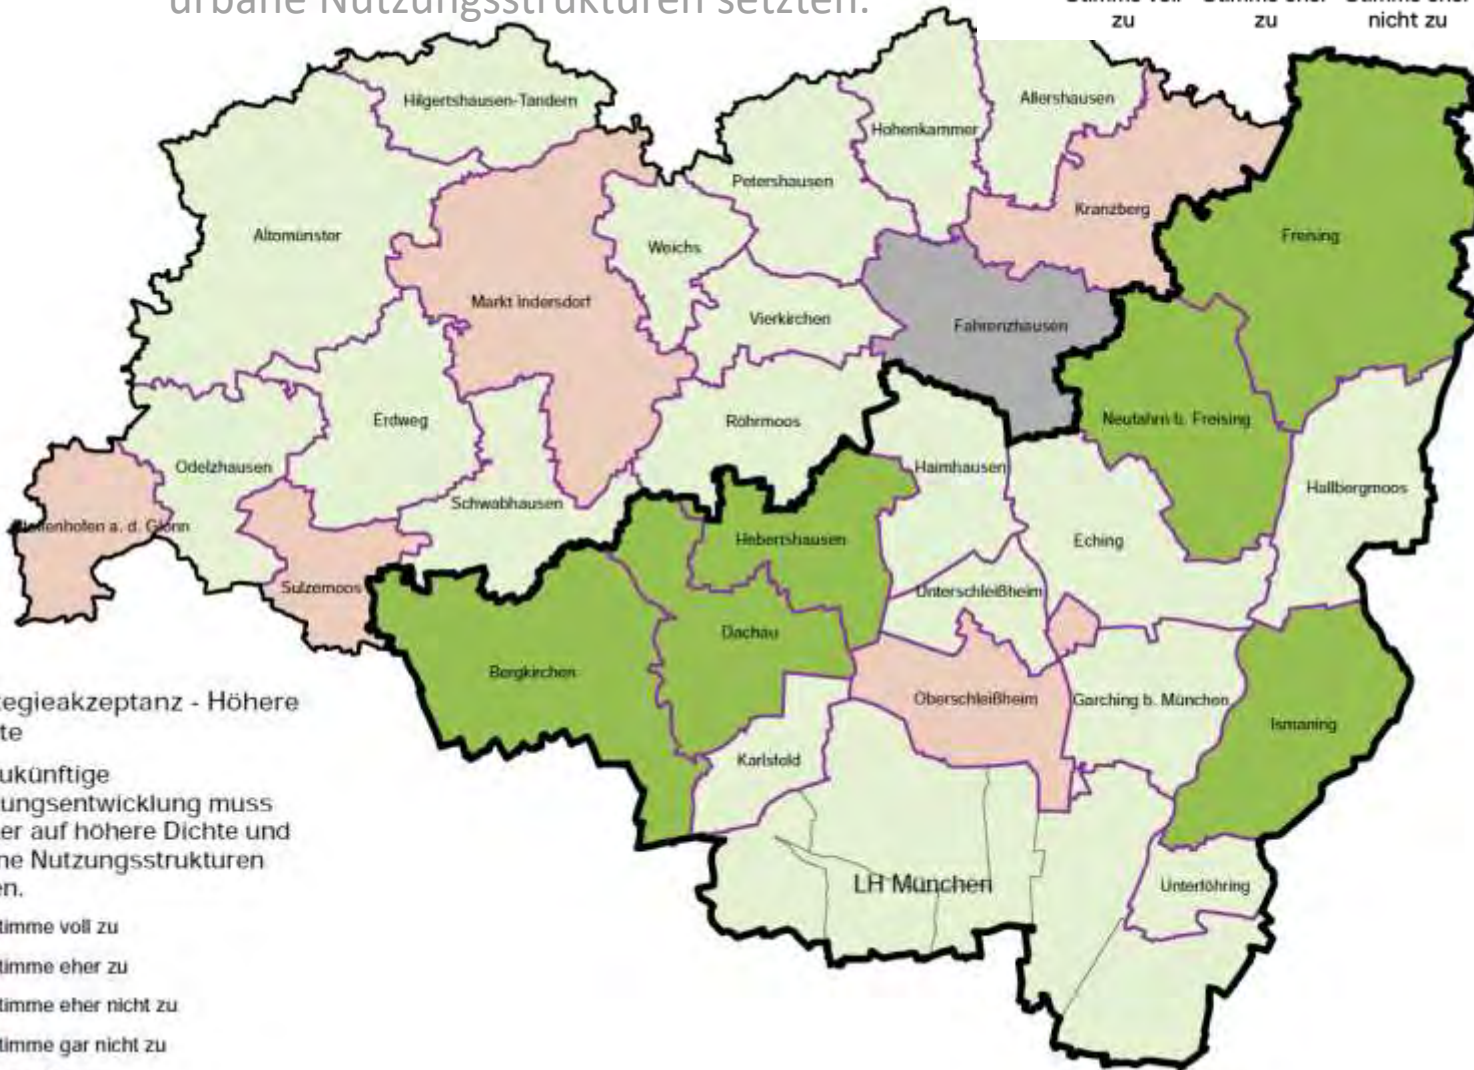 urbane Nutzungsstrukturen setzten.
zu
zu
nicht zu
Hilgertshausen-Tandern
Allershausen
Hohenkammer
Petershausen
Kranzberg
Altomünster
Freising
Weichs
Markt Indersdorf
Vierkirchen
Fahrenzhausen
Erdweg
Röhrmoos
Neufahrn b. Freising
Odelzhausen
Haimhausen
Hallbergmoos
Schwabhausen
a. d. Glonn
Hebertshausen
Eching
Sulzemoos
Unterschleißheim
Dachau
Bergkirchen
Oberschleißheim
Garching b. München
Ismaning
Karlsfeld
LH München
Unterföhring
tegieakzeptanz - Höhere
te
ukünftige
ungsentwicklung muss
er auf höhere Dichte und
ne Nutzungsstrukturen
en.
timme voll zu
timme eher zu
timme eher nicht zu
timme gar nicht zu